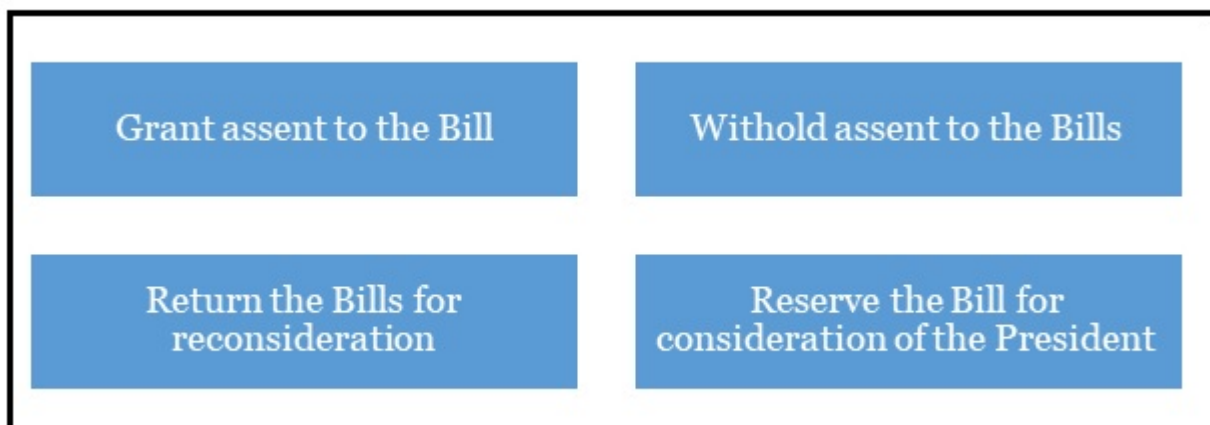 Grant assent to the Bill
Withold assent to the Bills
Return the Bills for
reconsideration
Reserve the Bill for
consideration of the President